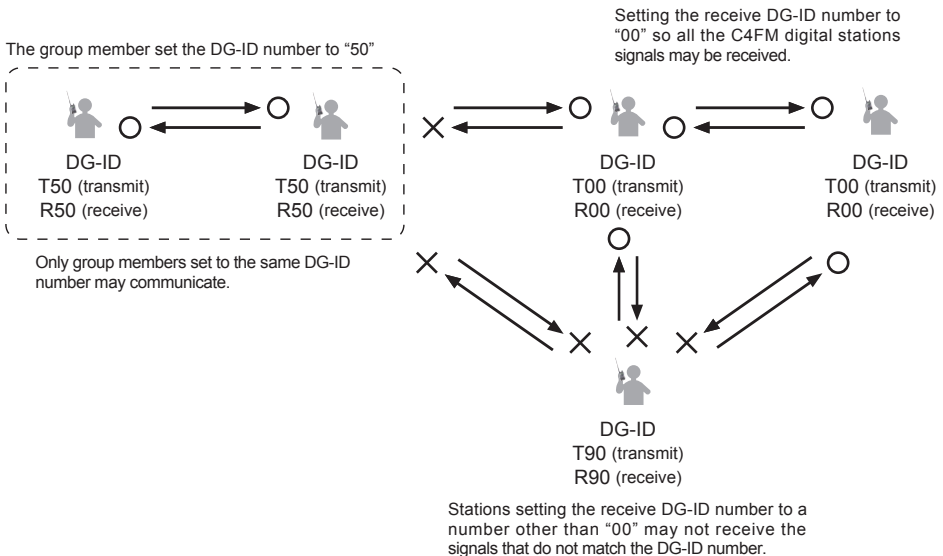 The group member set the DG-ID number to “50”
Setting the receive DG-ID number to
“00” so all the C4FM digital stations
signals may be received.
DG-ID
T50 (transmit)
R50 (receive)
DG-ID
T50 (transmit)
R50 (receive)
DG-ID
T00 (transmit)
R00 (receive)
DG-ID
T00 (transmit)
R00 (receive)
Only group members set to the same DG-ID
number may communicate.
DG-ID
T90 (transmit)
R90 (receive)
Stations setting the receive DG-ID number to a
number other than “00” may not receive the
signals that do not match the DG-ID number.